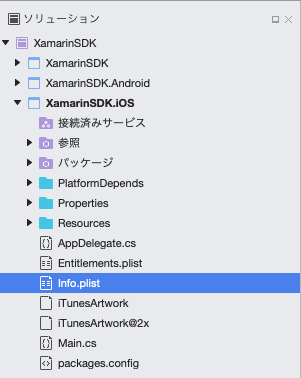 ソリューション
XamarinSDK
XamarinSDK
XamarinSDK.Android
XamarinSDK.iOS
接続済みサービス
参照
パッケージ
PlatformDepends
Properties
Resources
AppDelegate.cs
Entitlements.plist
Info.plist
iTunesArtwork
iTunesArtwork@2x
Main.cs
packages.config